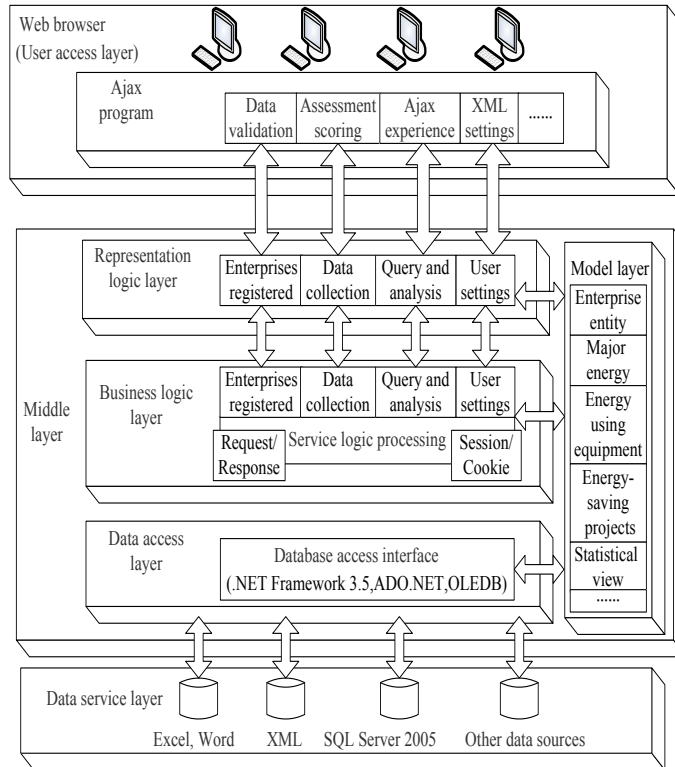 Web browser
(User access layer)
Ajax
program
Data
validation
Assessment
scoring
Ajax
experience
XML
settings
......
Representation
logic layer
Enterprises
registered
Data
collection
Query and
analysis
User
settings
Model layer
Enterprise
entity
Major
energy
Energy
using
equipment
Energy-
saving
projects
Statistical
view
......
Middle
layer
Business logic
layer
Enterprises
registered
Data
collection
Query and
analysis
User
settings
Request/
Response
Service logic processing
Session/
Cookie
Data access
layer
Database access interface
(.NET Framework 3.5,ADO.NET,OLEDB)
Data service layer
Excel, Word
XML
SQL Server 2005
Other data sources